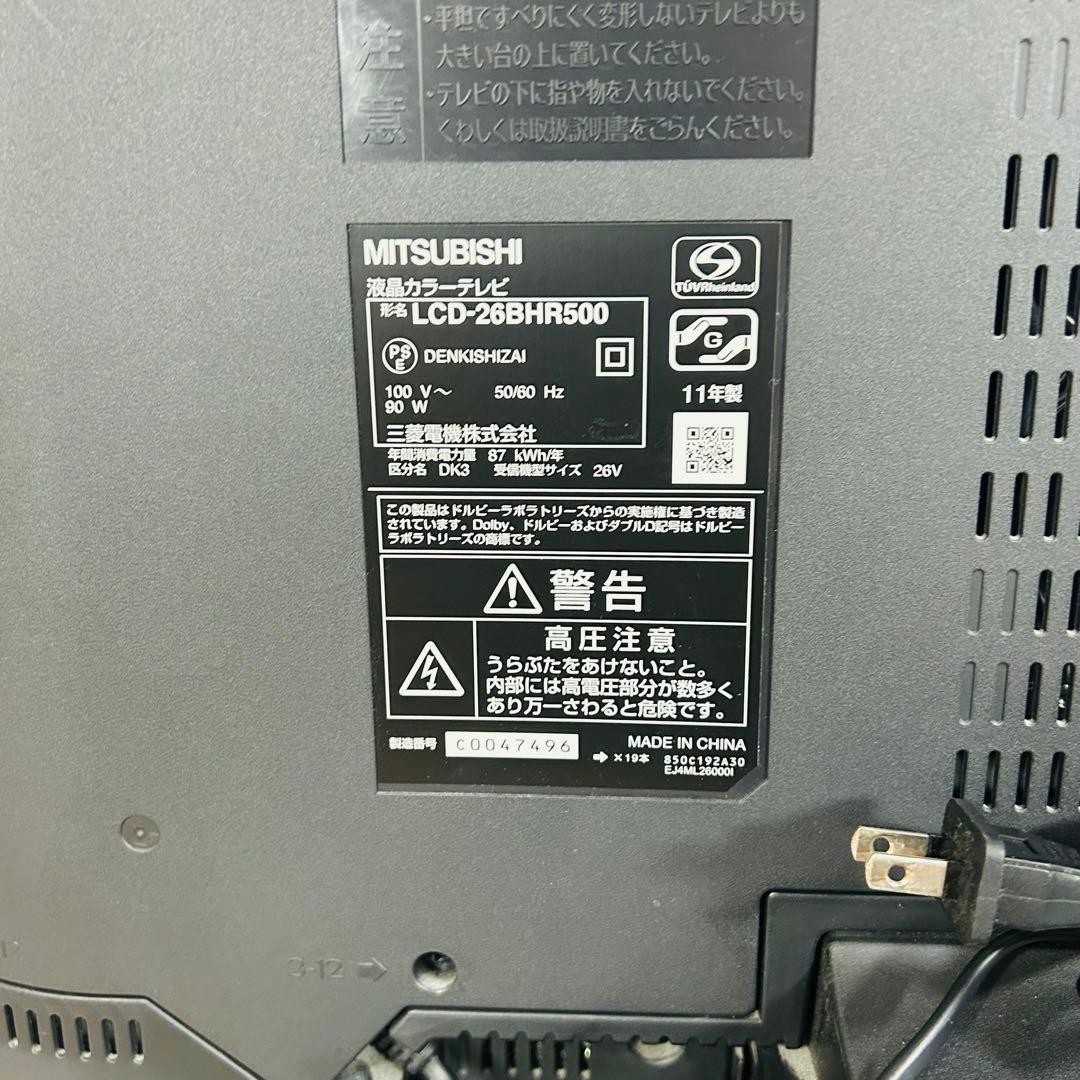 注意
・平坦ですべりにくく変形しないテレビよりも
大きい台の上に置いてください。
・テレビの下に指や物を入れないでください。
くわしくは取扱説明書をごらんください。
MITSUBISHI
液晶カラーテレビ
形名 LCD-26BHR500
PS
E DENKISHIZAI
100 V～ 50/60 Hz
90 W
三菱電機株式会社
TÜVRheinland
G
11年製
年間消費電力量 87 kWh/年
区分名 DK3 受信機型サイズ 26V
この製品はドルビーラボラトリーズからの実施権に基づき製造
されています。Dolby、ドルビーおよびダブルD記号はドルビー
ラボラトリーズの商標です。
警告
高圧注意
うらぶたをあけないこと。
内部には高電圧部分が数多く
あり万一さわると危険です。
製造番号 C0047496
MADE IN CHINA
➡ ×19本 850C192A30
EJ4ML26000I
3-12 ⇨